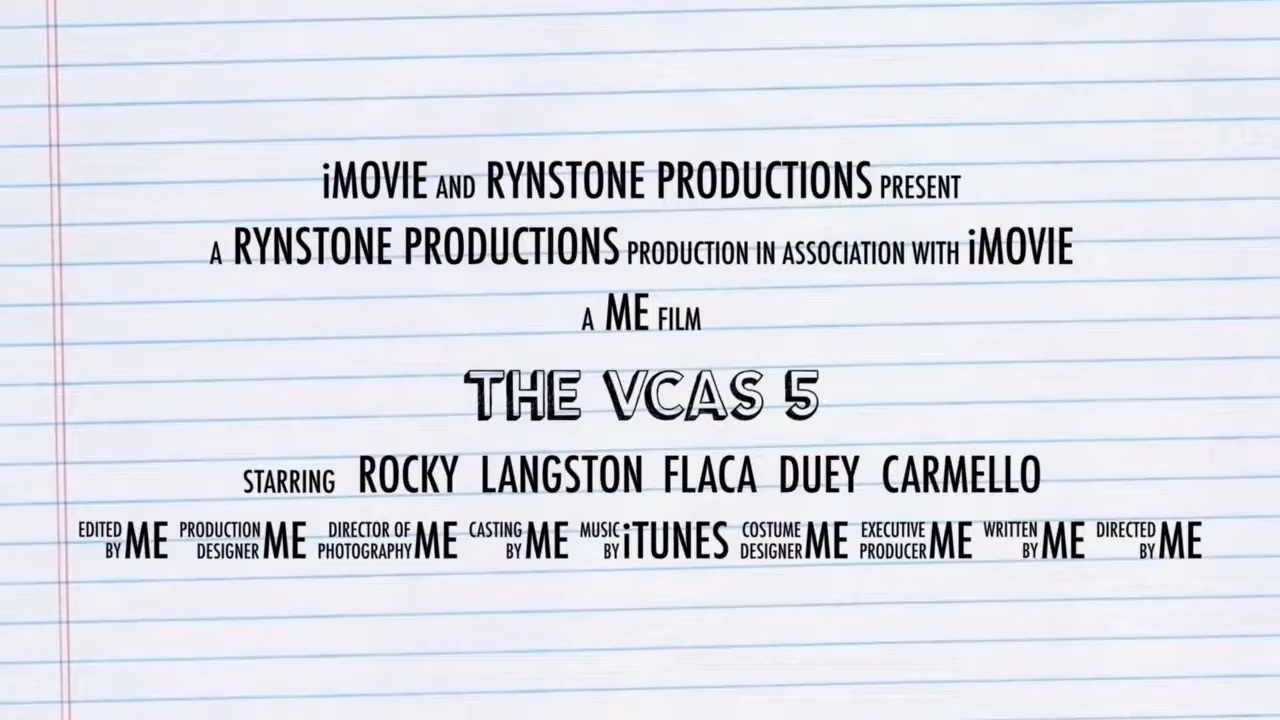 iMOVIE AND RYNSTONE PRODUCTIONS PRESENT
A RYNSTONE PRODUCTIONS PRODUCTION IN ASSOCIATION WITH iMOVIE
A ME FILM
THE VCAS 5
STARRING ROCKY LANGSTON FLACA DUEY CARMELLO
EDITED BY ME PRODUCTION DESIGNER ME DIRECTOR OF PHOTOGRAPHY ME CASTING BY ME MUSIC BY iTUNES COSTUME DESIGNER ME EXECUTIVE PRODUCER ME WRITTEN BY ME DIRECTED BY ME